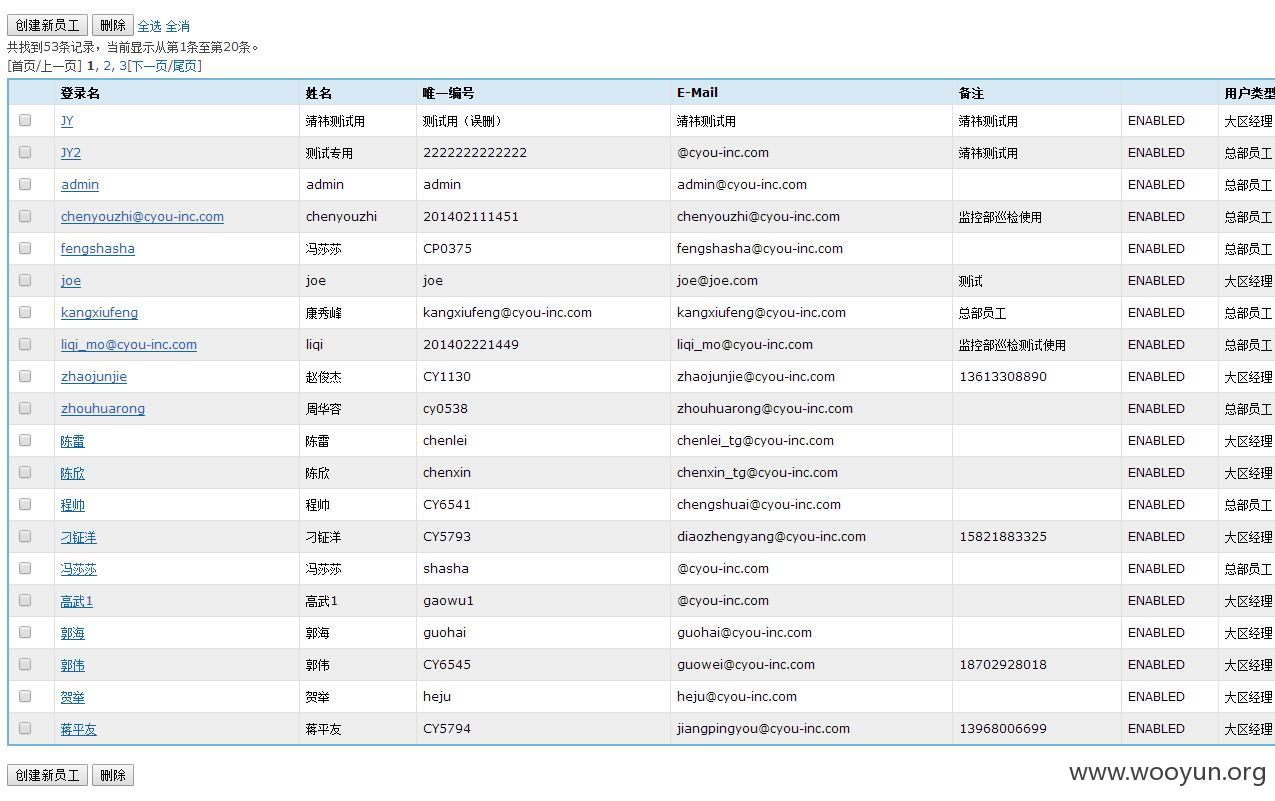 创建新员工 删除 全选 全消
共找到53条记录，当前显示从第1条至第20条。
[首页/上一页] 1, 2, 3[下一页/尾页]
登录名 姓名 唯一编号 E-Mail 备注 用户类型
JY 靖祎测试用 测试用（误删） 靖祎测试用 靖祎测试用 ENABLED 大区经理
JY2 测试专用 2222222222222 @cyou-inc.com 靖祎测试用 ENABLED 总部员工
admin admin admin admin@cyou-inc.com ENABLED 总部员工
chenyouzhi@cyou-inc.com chenyouzhi 201402111451 chenyouzhi@cyou-inc.com 监控部巡检使用 ENABLED 总部员工
fengshasha 冯莎莎 CP0375 fengshasha@cyou-inc.com ENABLED 总部员工
joe joe joe joe@joe.com 测试 ENABLED 大区经理
kangxiufeng 康秀峰 kangxiufeng@cyou-inc.com kangxiufeng@cyou-inc.com 总部员工 ENABLED 总部员工
liqi_mo@cyou-inc.com liqi 201402221449 liqi_mo@cyou-inc.com 监控部巡检测试使用 ENABLED 总部员工
zhaojunjie 赵俊杰 CY1130 zhaojunjie@cyou-inc.com 13613308890 ENABLED 大区经理
zhouhuarong 周华容 cy0538 zhouhuarong@cyou-inc.com ENABLED 总部员工
陈雷 陈雷 chenlei chenlei_tg@cyou-inc.com ENABLED 大区经理
陈欣 陈欣 chenxin chenxin_tg@cyou-inc.com ENABLED 大区经理
程帅 程帅 CY6541 chengshuai@cyou-inc.com ENABLED 总部员工
刁钲洋 刁钲洋 CY5793 diaozhengyang@cyou-inc.com 15821883325 ENABLED 大区经理
冯莎莎 冯莎莎 shasha @cyou-inc.com ENABLED 总部员工
高武1 高武1 gaowu1 @cyou-inc.com ENABLED 大区经理
郭海 郭海 guohai guohai@cyou-inc.com ENABLED 大区经理
郭伟 郭伟 CY6545 guowei@cyou-inc.com 18702928018 ENABLED 大区经理
贺举 贺举 heju heju@cyou-inc.com ENABLED 大区经理
蒋平友 蒋平友 CY5794 jiangpingyou@cyou-inc.com 13968006699 ENABLED 大区经理
创建新员工 删除
www.wooyun.org